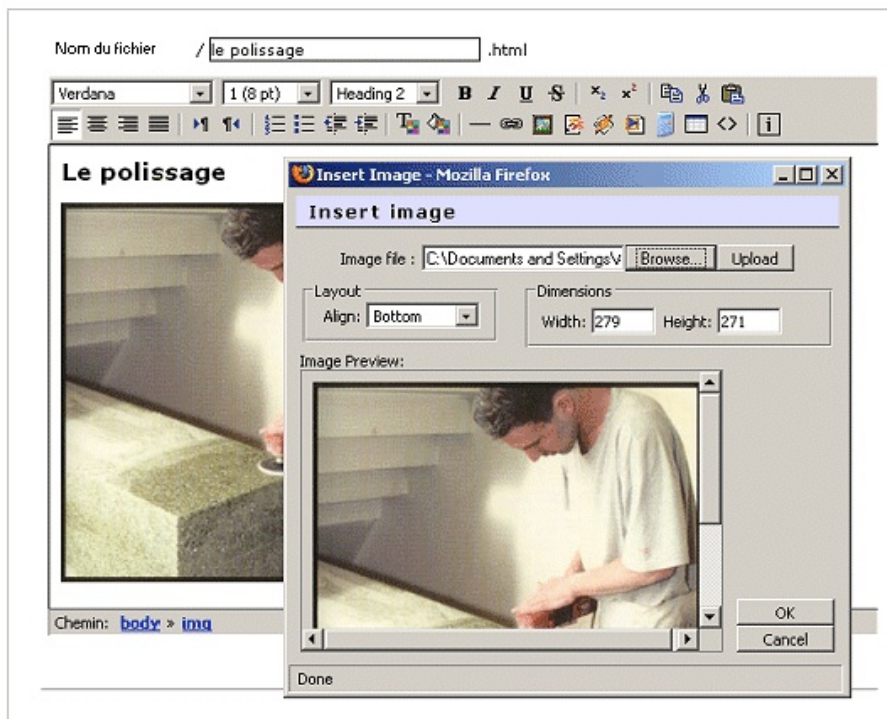 Nom du fichier / le polissage .html
Verdana 1 (8 pt) Heading 2 B I U S x₂ x²
Le polissage
Insert Image - Mozilla Firefox
Insert image
Image file : C:\Documents and Settings\V Browse... Upload
Layout
Align: Bottom
Dimensions
Width: 279 Height: 271
Image Preview:
OK
Cancel
Done
Chemin: body » img